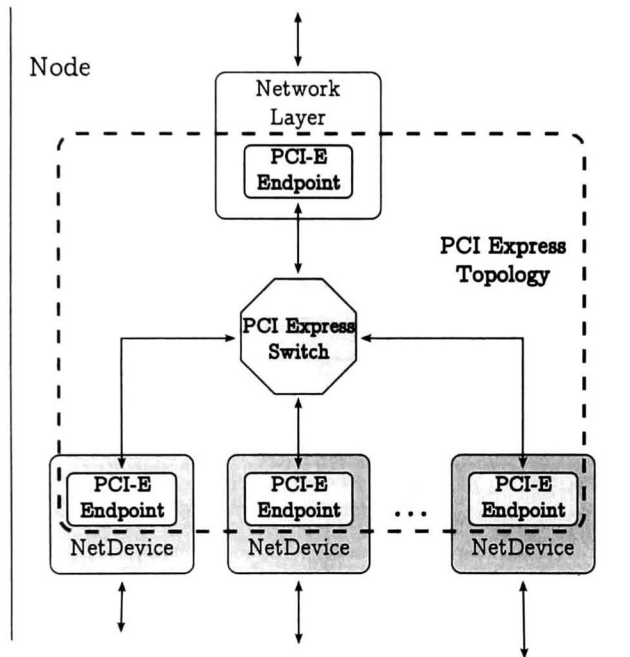 Node
Network
Layer
PCI-E
Endpoint
PCI Express
Topology
PCI Express
Switch
PCI-E
Endpoint
NetDevice
PCI-E
Endpoint
NetDevice
...
PCI-E
Endpoint
NetDevice